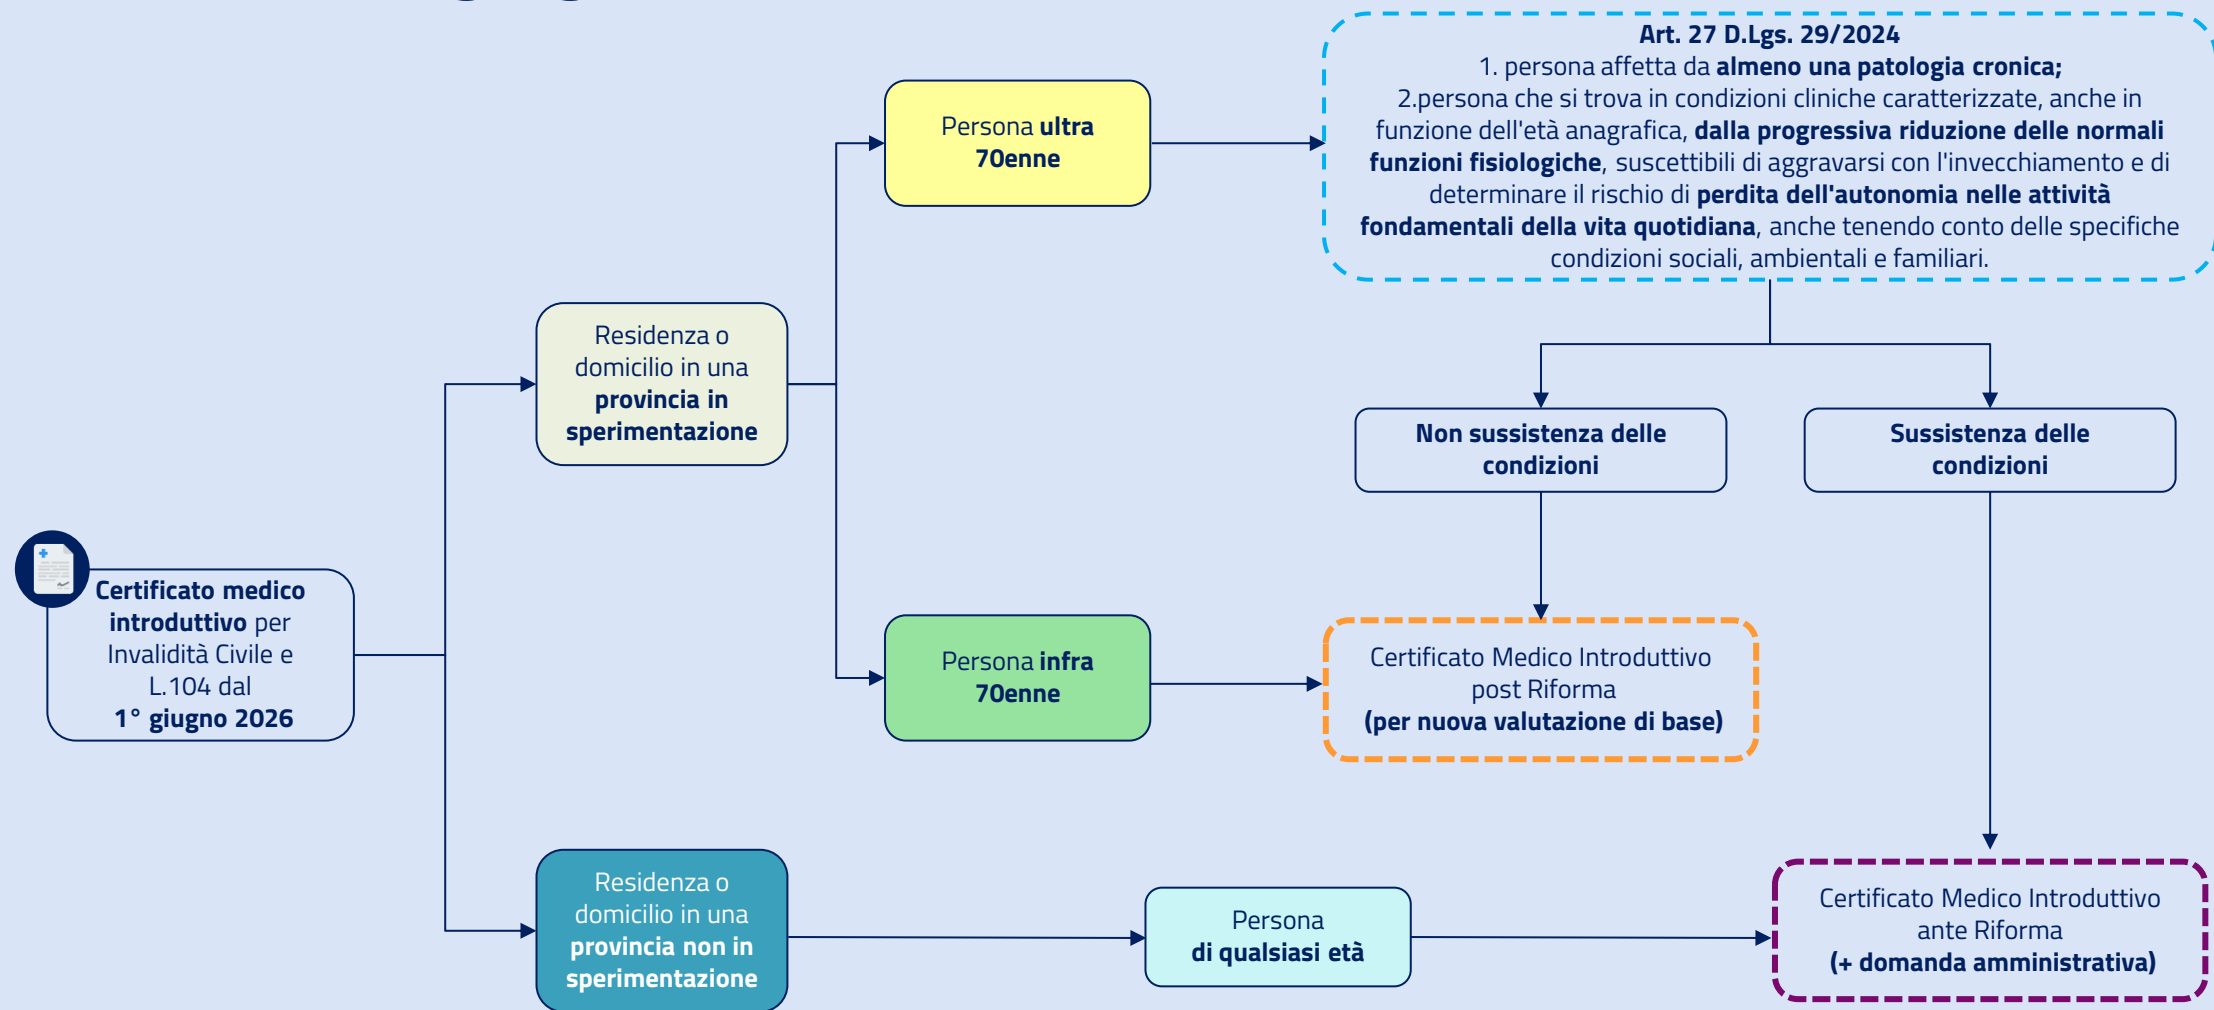 Art. 27 D.Lgs. 29/2024
1. persona affetta da almeno una patologia cronica;
2.persona che si trova in condizioni cliniche caratterizzate, anche in
funzione dell'età anagrafica, dalla progressiva riduzione delle normali
funzioni fisiologiche, suscettibili di aggravarsi con l'invecchiamento e di
determinare il rischio di perdita dell'autonomia nelle attività
fondamentali della vita quotidiana, anche tenendo conto delle specifiche
condizioni sociali, ambientali e familiari.
Persona ultra
70enne
Residenza o
domicilio in una
provincia in
sperimentazione
Non sussistenza delle
condizioni
Sussistenza delle
condizioni
Certificato medico
introduttivo per
Invalidità Civile e
L.104 dal
1° giugno 2026
Persona infra
70enne
Certificato Medico Introduttivo
post Riforma
(per nuova valutazione di base)
Residenza o
domicilio in una
provincia non in
sperimentazione
Persona
di qualsiasi età
Certificato Medico Introduttivo
ante Riforma
(+ domanda amministrativa)